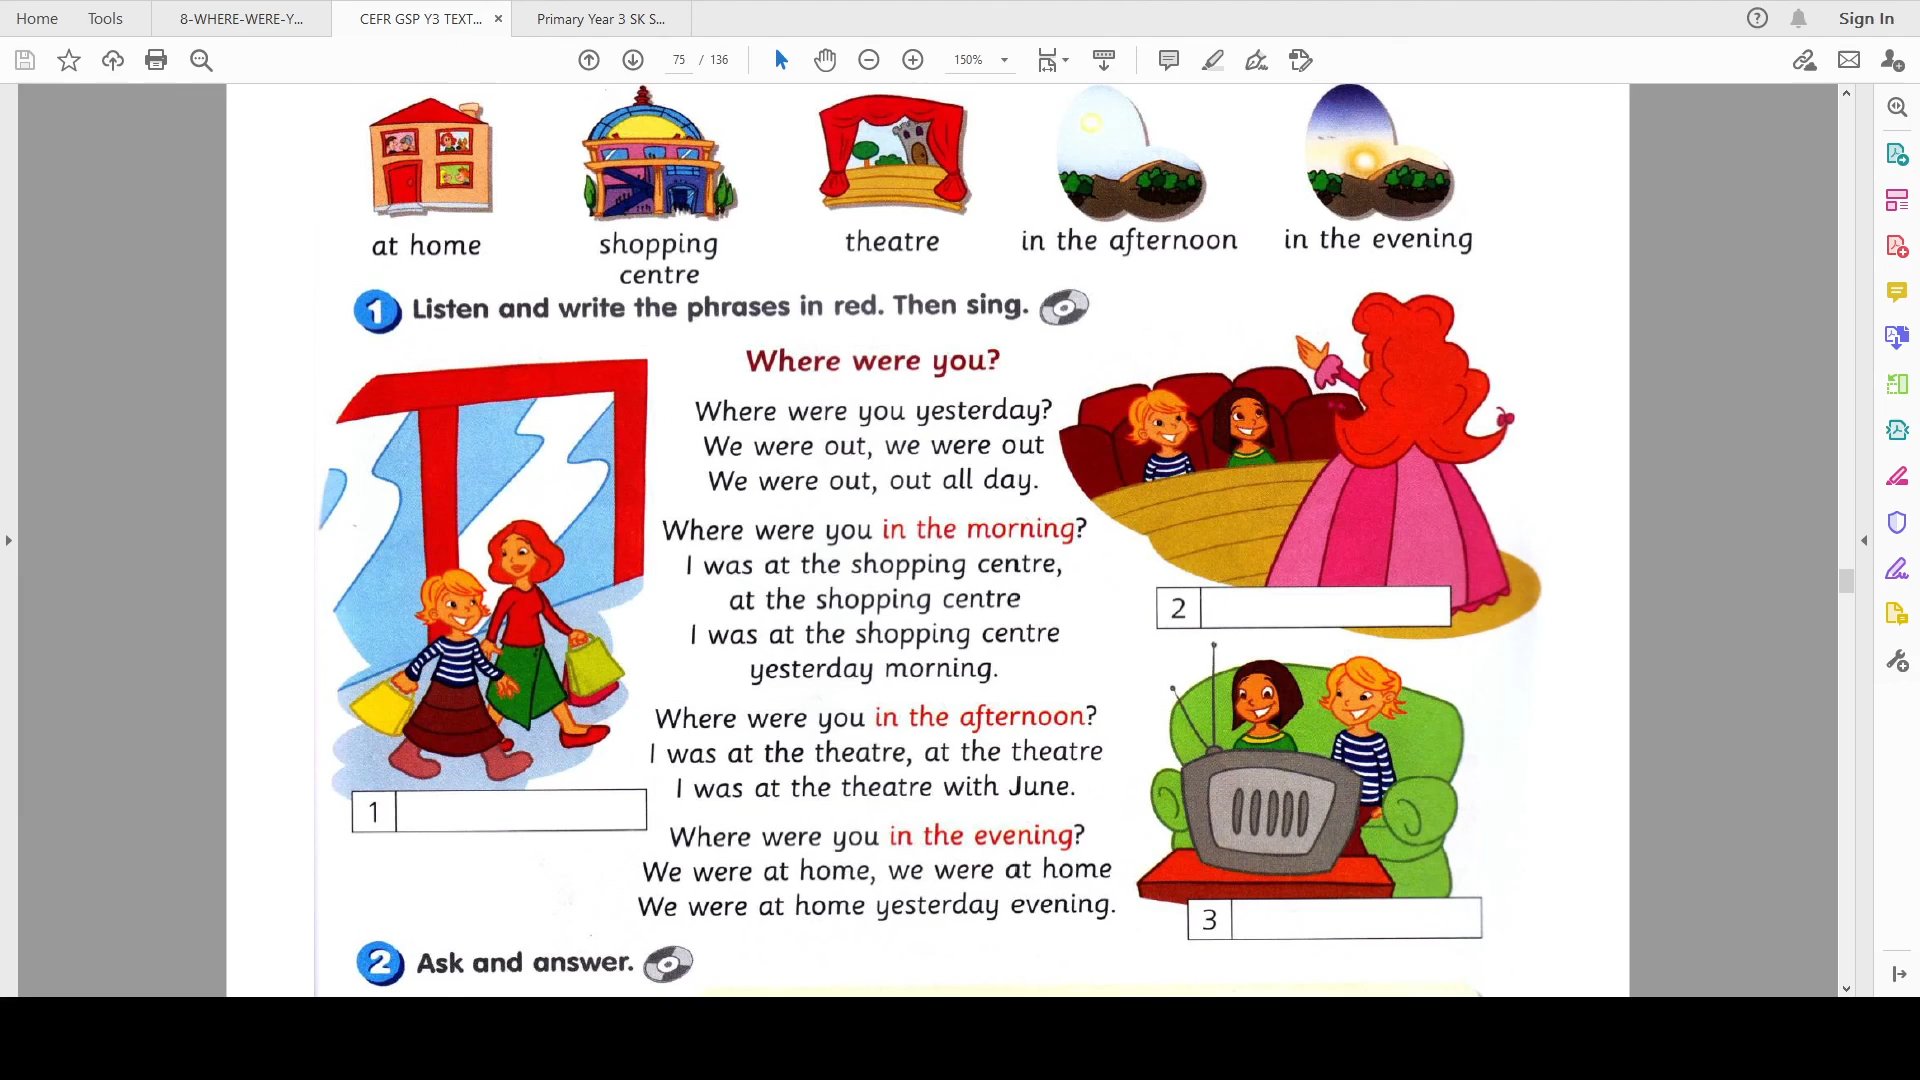 Home Tools 8-WHERE-WERE-Y... CEFR GSP Y3 TEXT... × Primary Year 3 SK S... Sign In
75 / 136 150%
at home
shopping
centre
theatre
in the afternoon
in the evening
1 Listen and write the phrases in red. Then sing.
Where were you?
Where were you yesterday?
We were out, we were out
We were out, out all day.
Where were you in the morning?
I was at the shopping centre,
at the shopping centre
I was at the shopping centre
yesterday morning.
Where were you in the afternoon?
I was at the theatre, at the theatre
I was at the theatre with June.
Where were you in the evening?
We were at home, we were at home
We were at home yesterday evening.
1
2
3
2 Ask and answer.